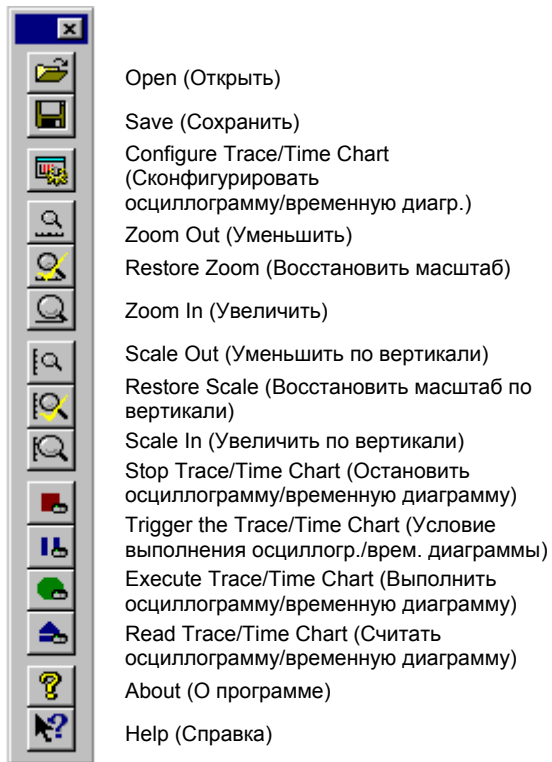 Open (Открыть)
Save (Сохранить)
Configure Trace/Time Chart
(Сконфигурировать
осциллограмму/временную диагр.)
Zoom Out (Уменьшить)
Restore Zoom (Восстановить масштаб)
Zoom In (Увеличить)
Scale Out (Уменьшить по вертикали)
Restore Scale (Восстановить масштаб по
вертикали)
Scale In (Увеличить по вертикали)
Stop Trace/Time Chart (Остановить
осциллограмму/временную диаграмму)
Trigger the Trace/Time Chart (Условие
выполнения осциллогр./врем. диаграммы)
Execute Trace/Time Chart (Выполнить
осциллограмму/временную диаграмму)
Read Trace/Time Chart (Считать
осциллограмму/временную диаграмму)
About (О программе)
Help (Справка)